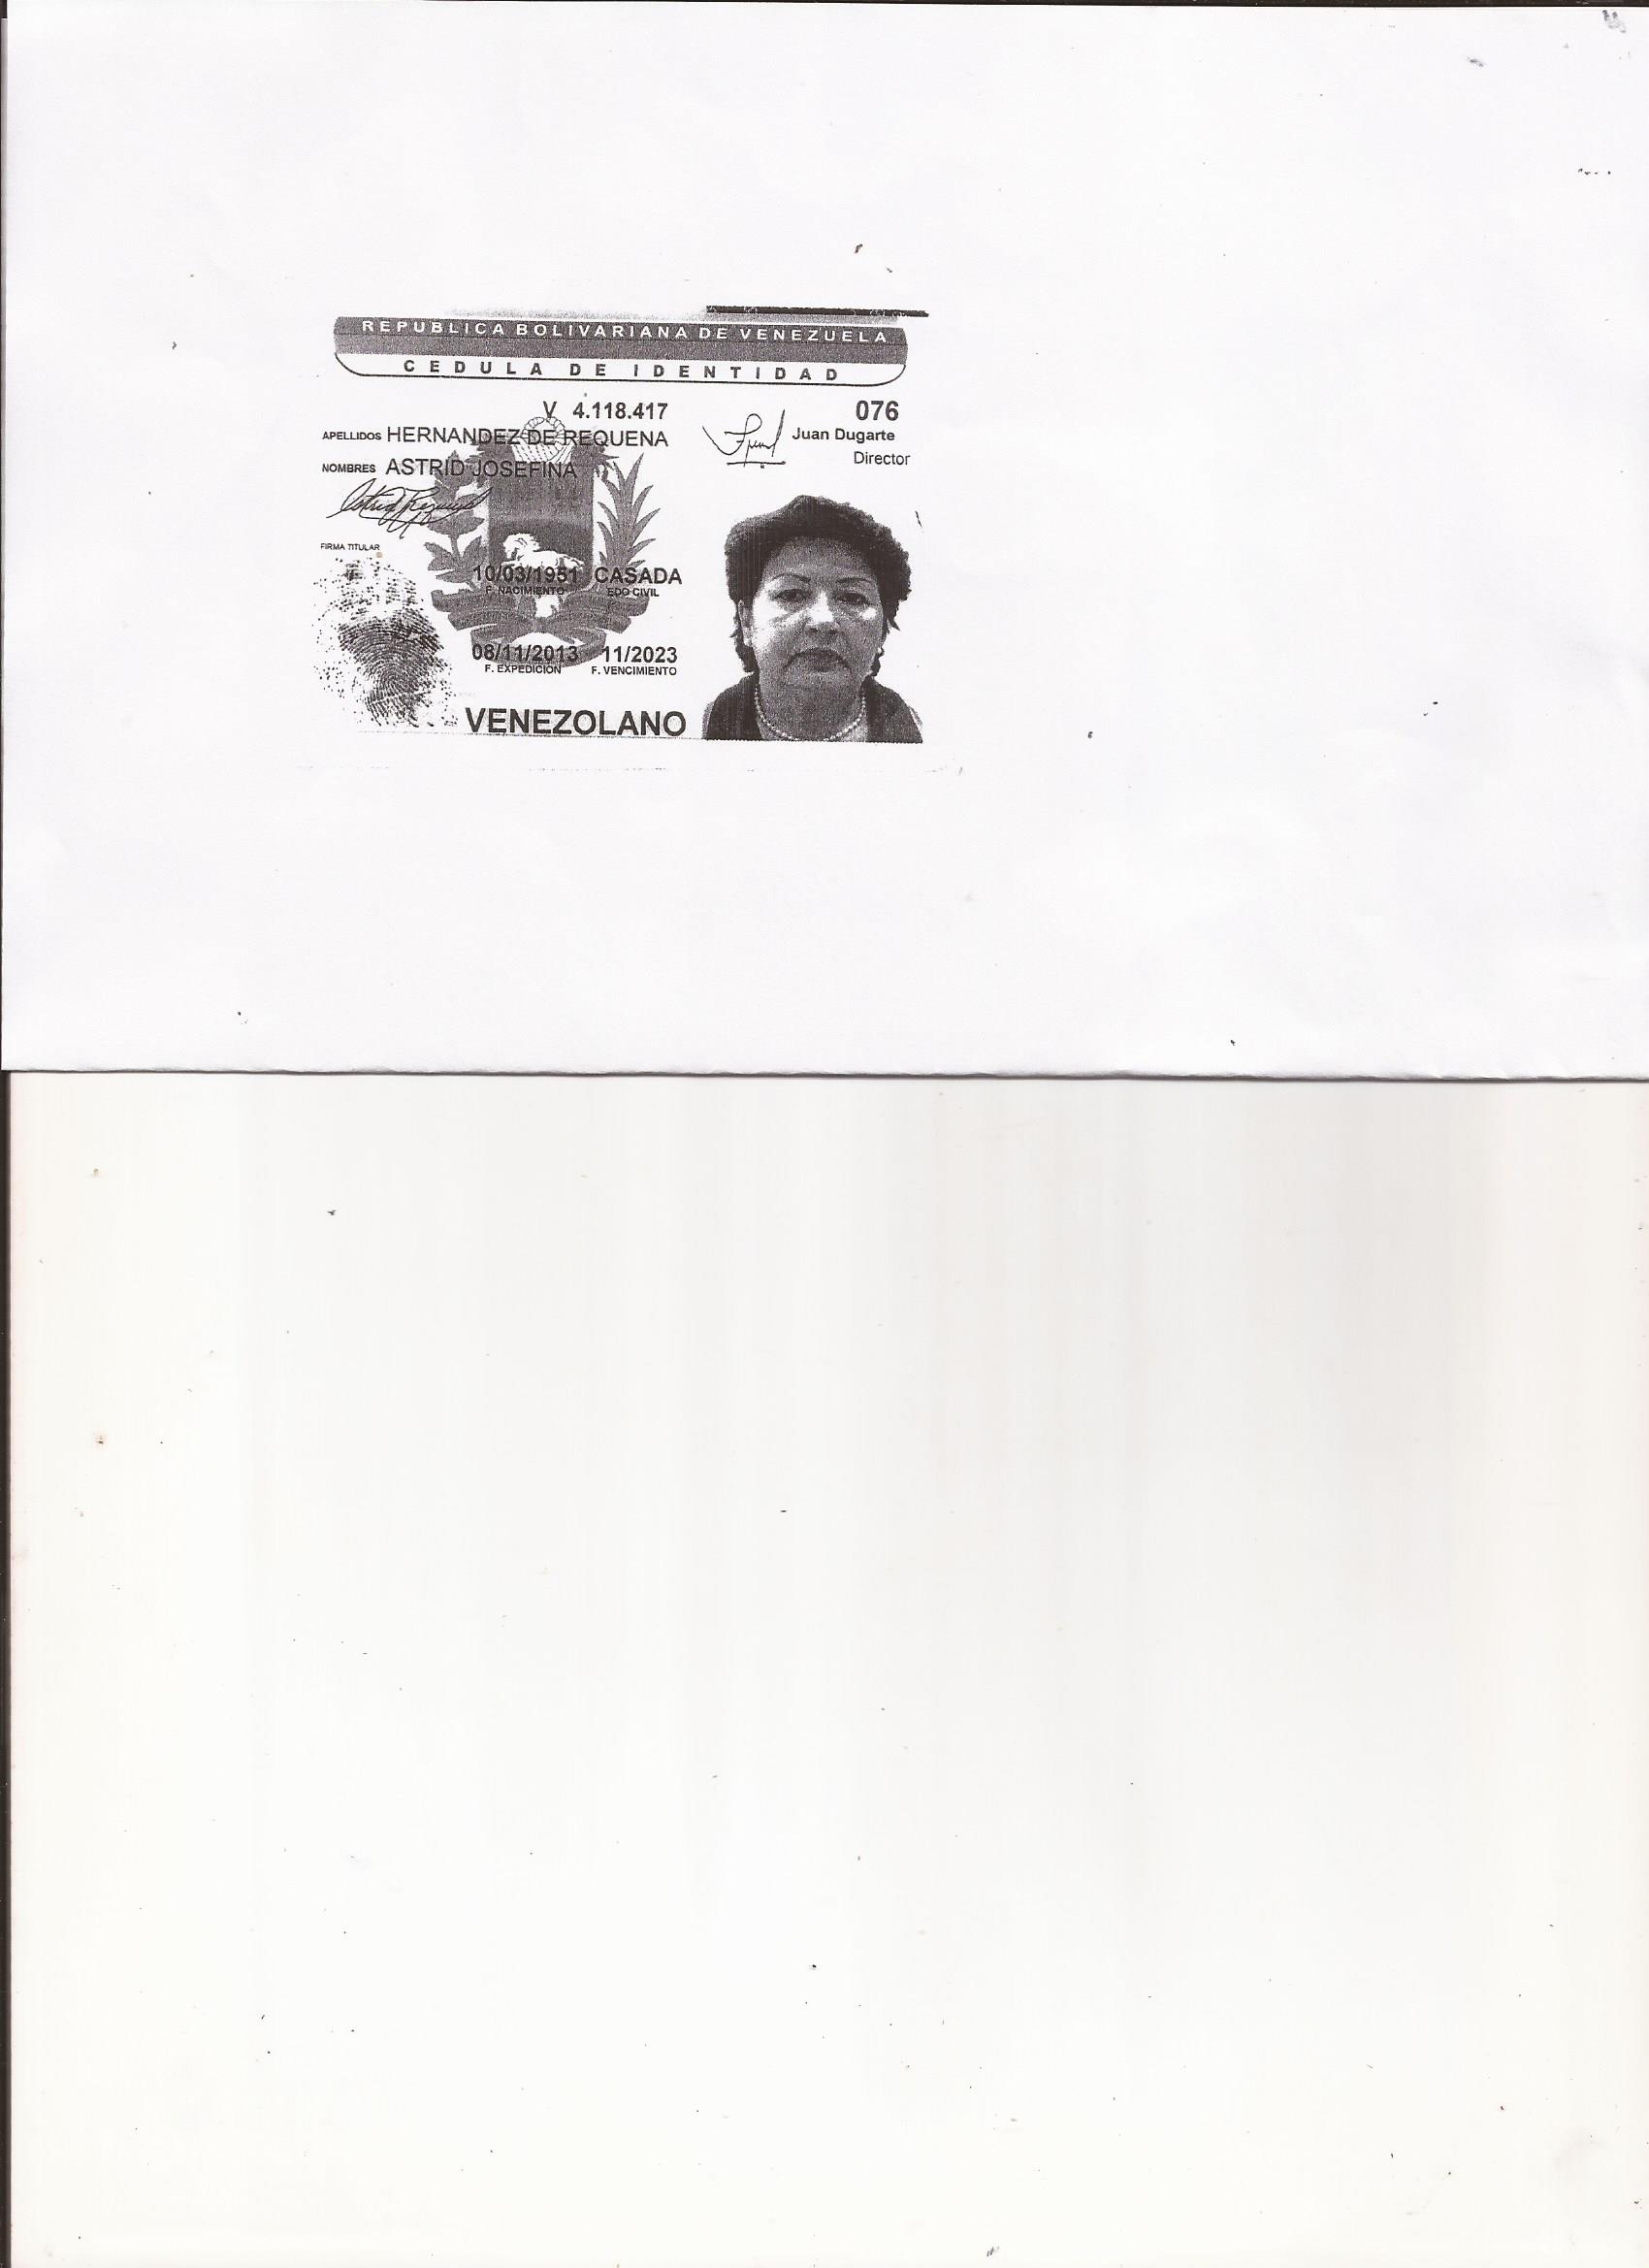 REPUBLICA BOLIVARIANA DE VENEZUELA
CEDULA DE IDENTIDAD
V 4.118.417
APELLIDOS HERNANDEZ DE REQUENA
NOMBRES ASTRID JOSEFINA
076
Juan Dugarte
Director
FIRMA TITULAR
10/03/1951 CASADA
F. NACIMIENTO EDO CIVIL
08/11/2013 11/2023
F. EXPEDICIÓN F. VENCIMIENTO
VENEZOLANO